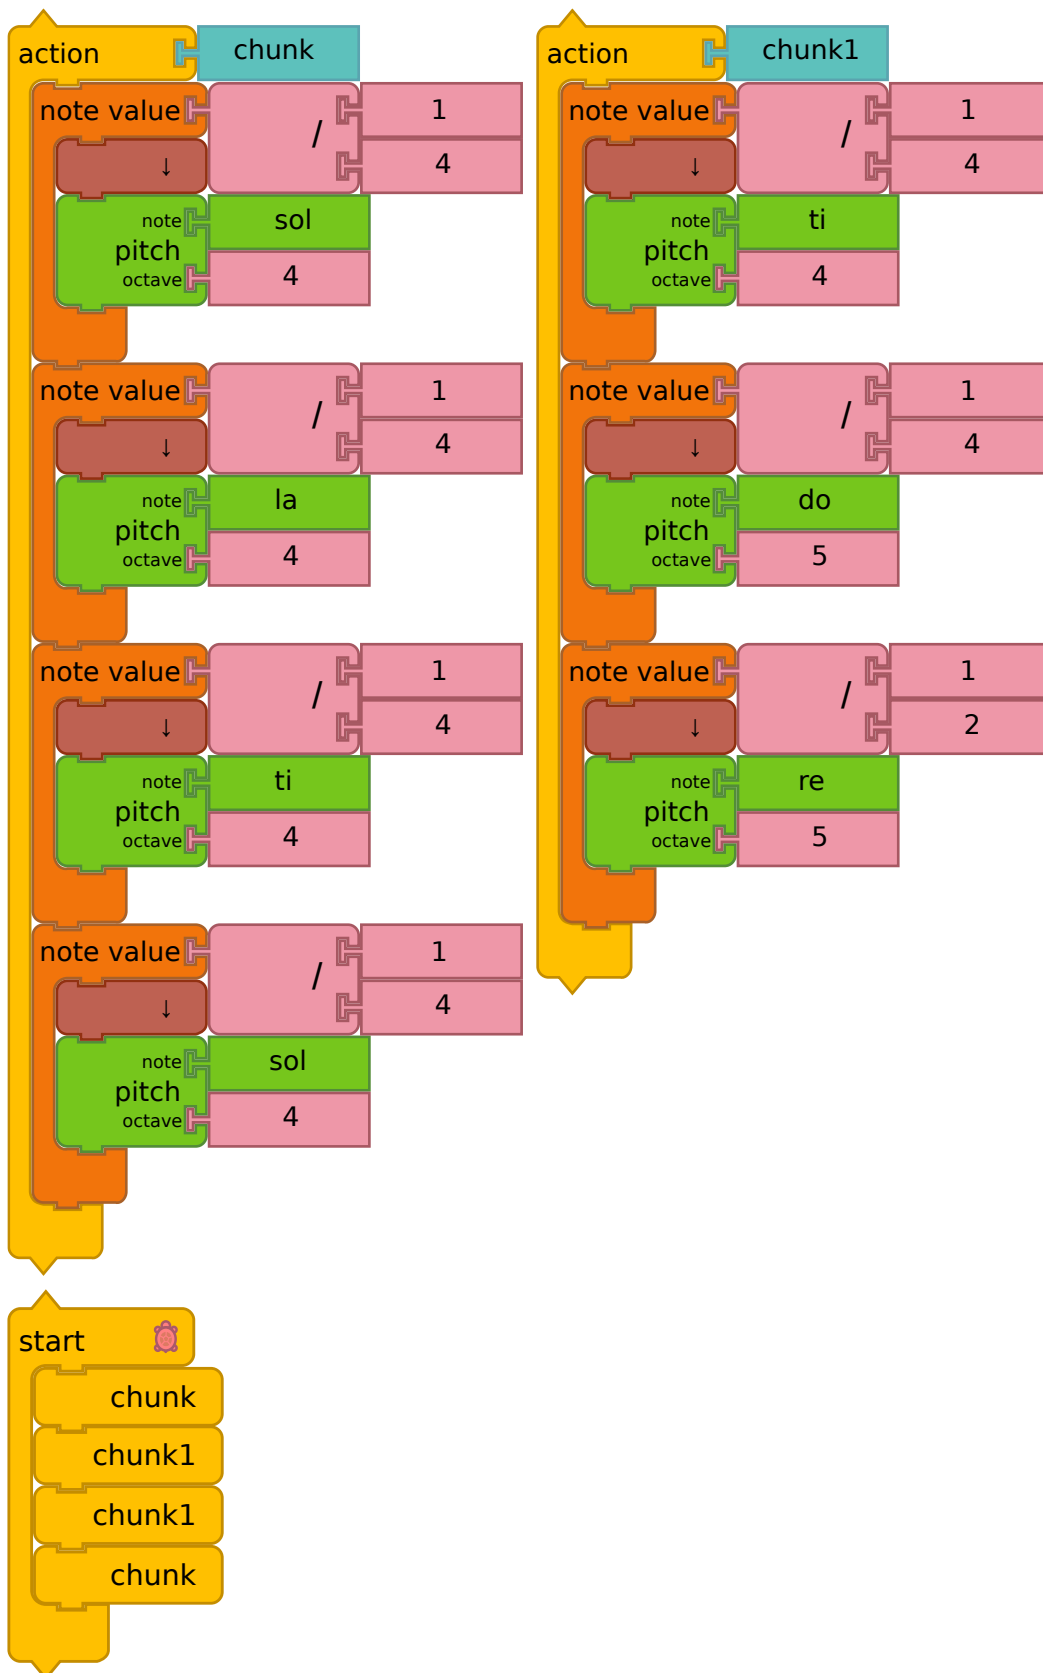 action chunk
note value / 1
4
↓
note sol
pitch
octave 4
note value / 1
4
↓
note la
pitch
octave 4
note value / 1
4
↓
note ti
pitch
octave 4
note value / 1
4
↓
note sol
pitch
octave 4
action chunk1
note value / 1
4
↓
note ti
pitch
octave 4
note value / 1
4
↓
note do
pitch
octave 5
note value / 1
2
↓
note re
pitch
octave 5
start
chunk
chunk1
chunk1
chunk